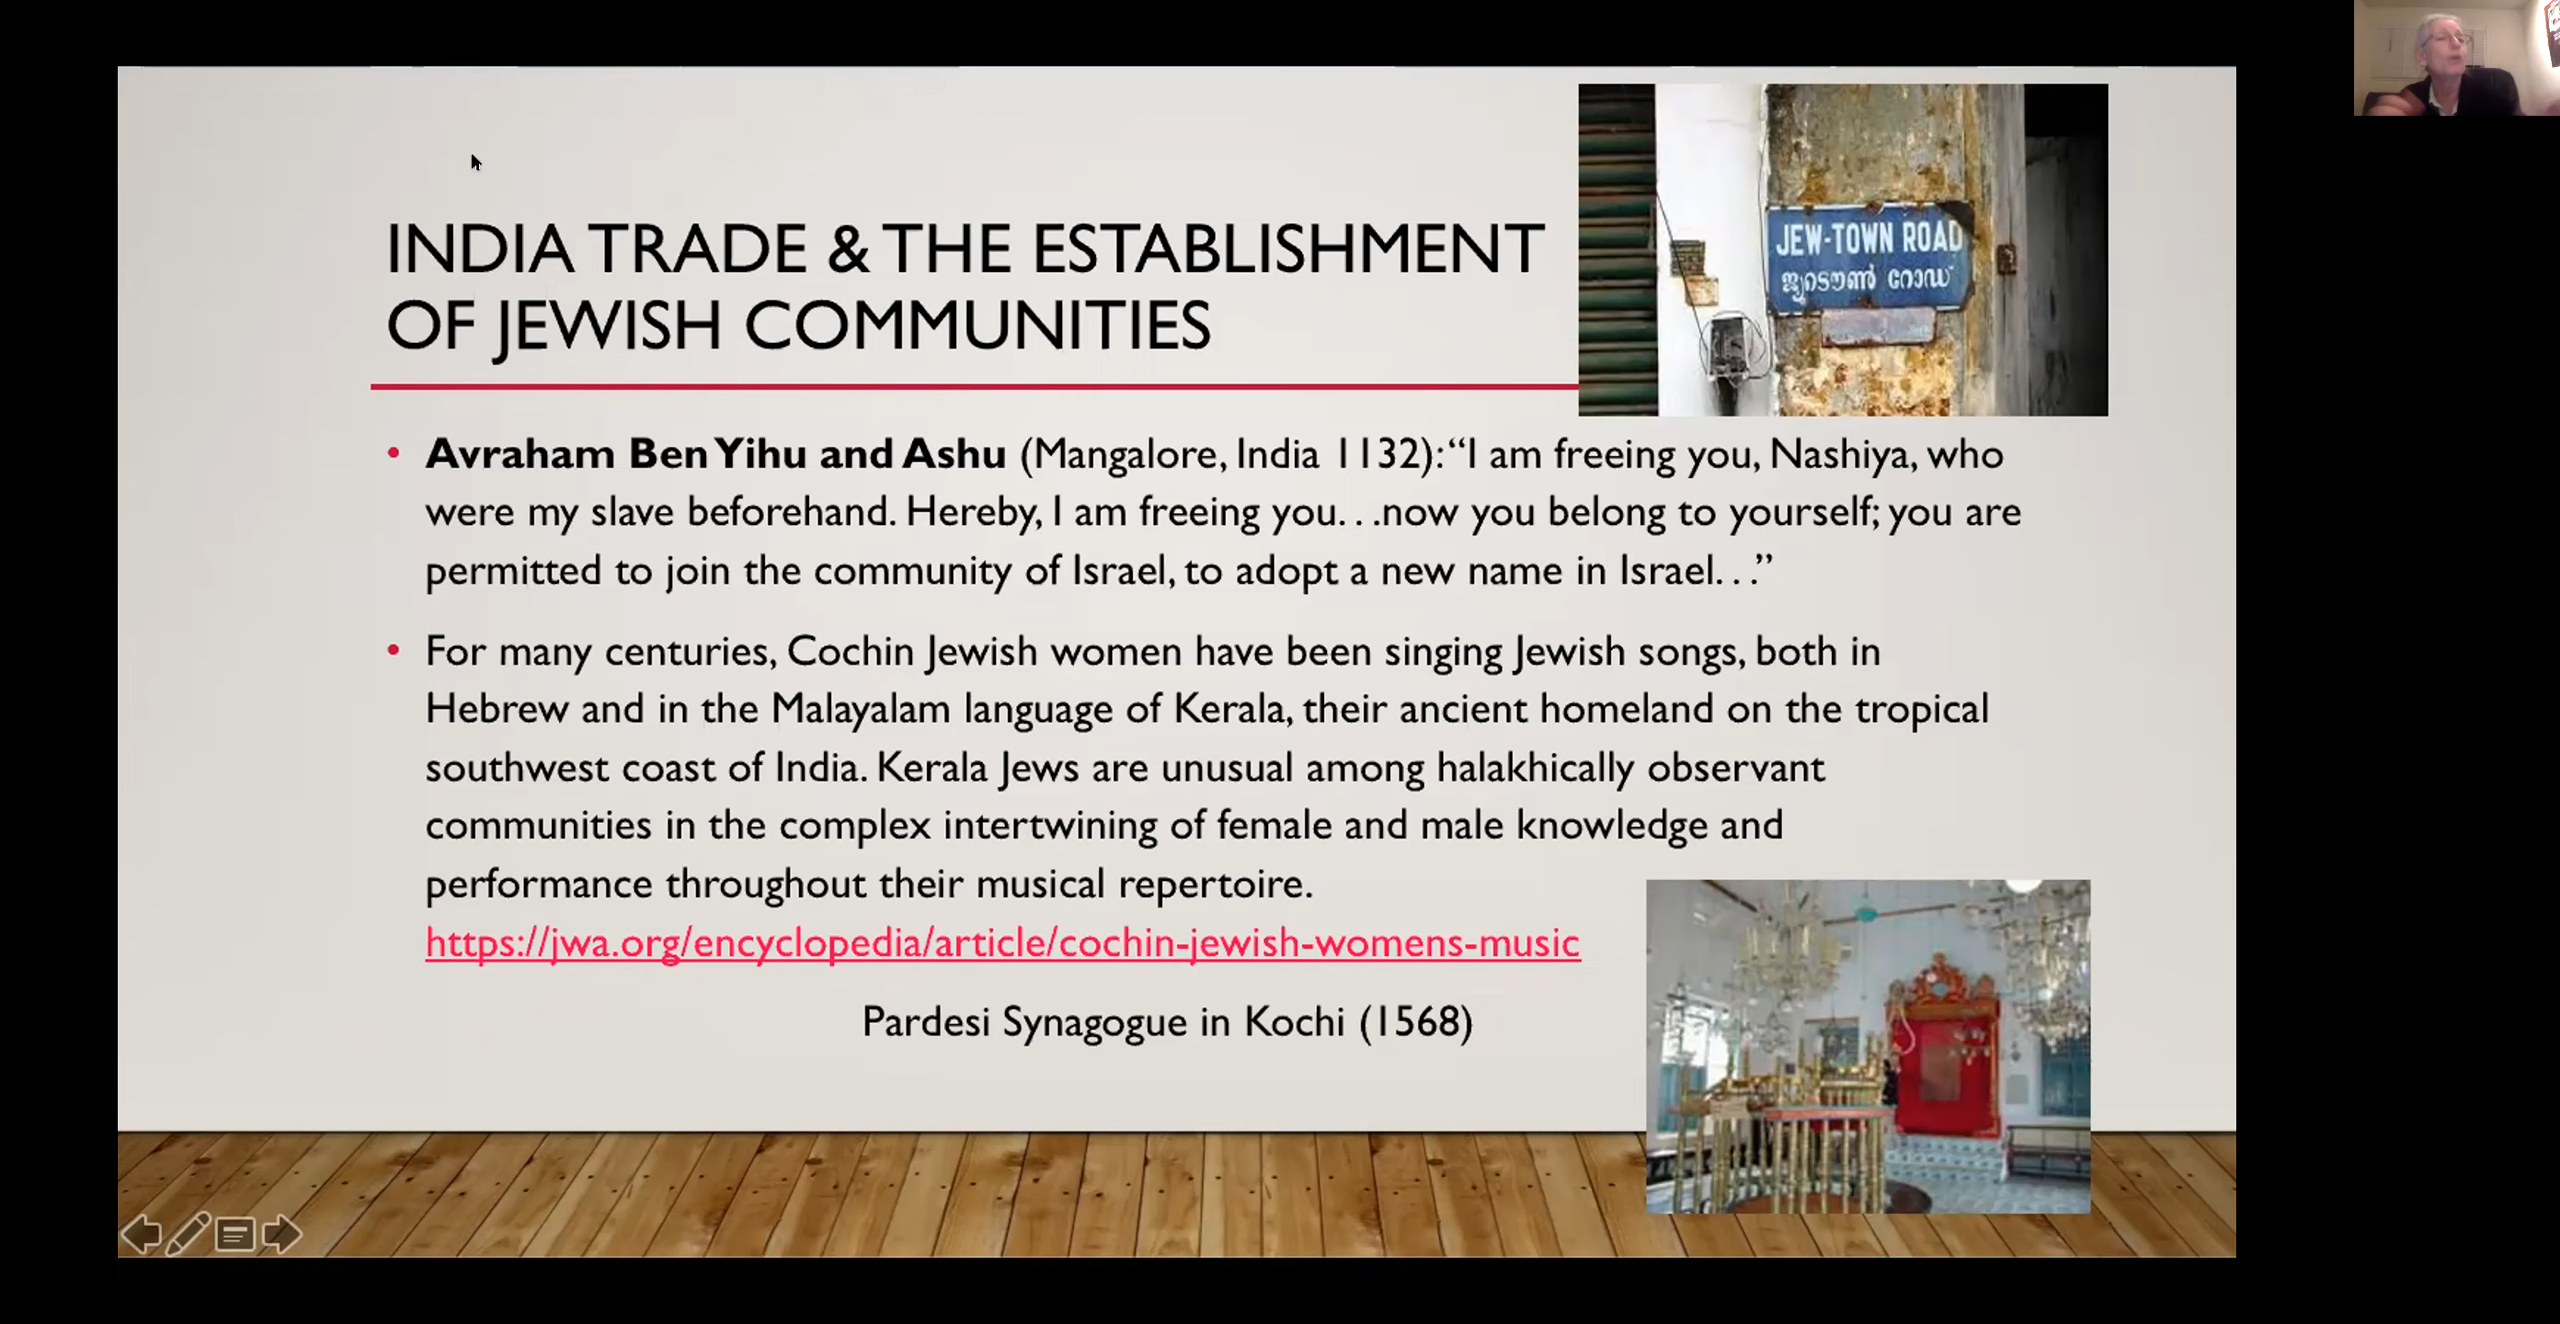 INDIA TRADE & THE ESTABLISHMENT
OF JEWISH COMMUNITIES
JEW-TOWN ROAD
ജൂടൌൺ റോഡ്
• Avraham Ben Yihu and Ashu (Mangalore, India 1132): “I am freeing you, Nashiya, who
were my slave beforehand. Hereby, I am freeing you…now you belong to yourself; you are
permitted to join the community of Israel, to adopt a new name in Israel…”
• For many centuries, Cochin Jewish women have been singing Jewish songs, both in
Hebrew and in the Malayalam language of Kerala, their ancient homeland on the tropical
southwest coast of India. Kerala Jews are unusual among halakhically observant
communities in the complex intertwining of female and male knowledge and
performance throughout their musical repertoire.
https://jwa.org/encyclopedia/article/cochin-jewish-womens-music
Pardesi Synagogue in Kochi (1568)